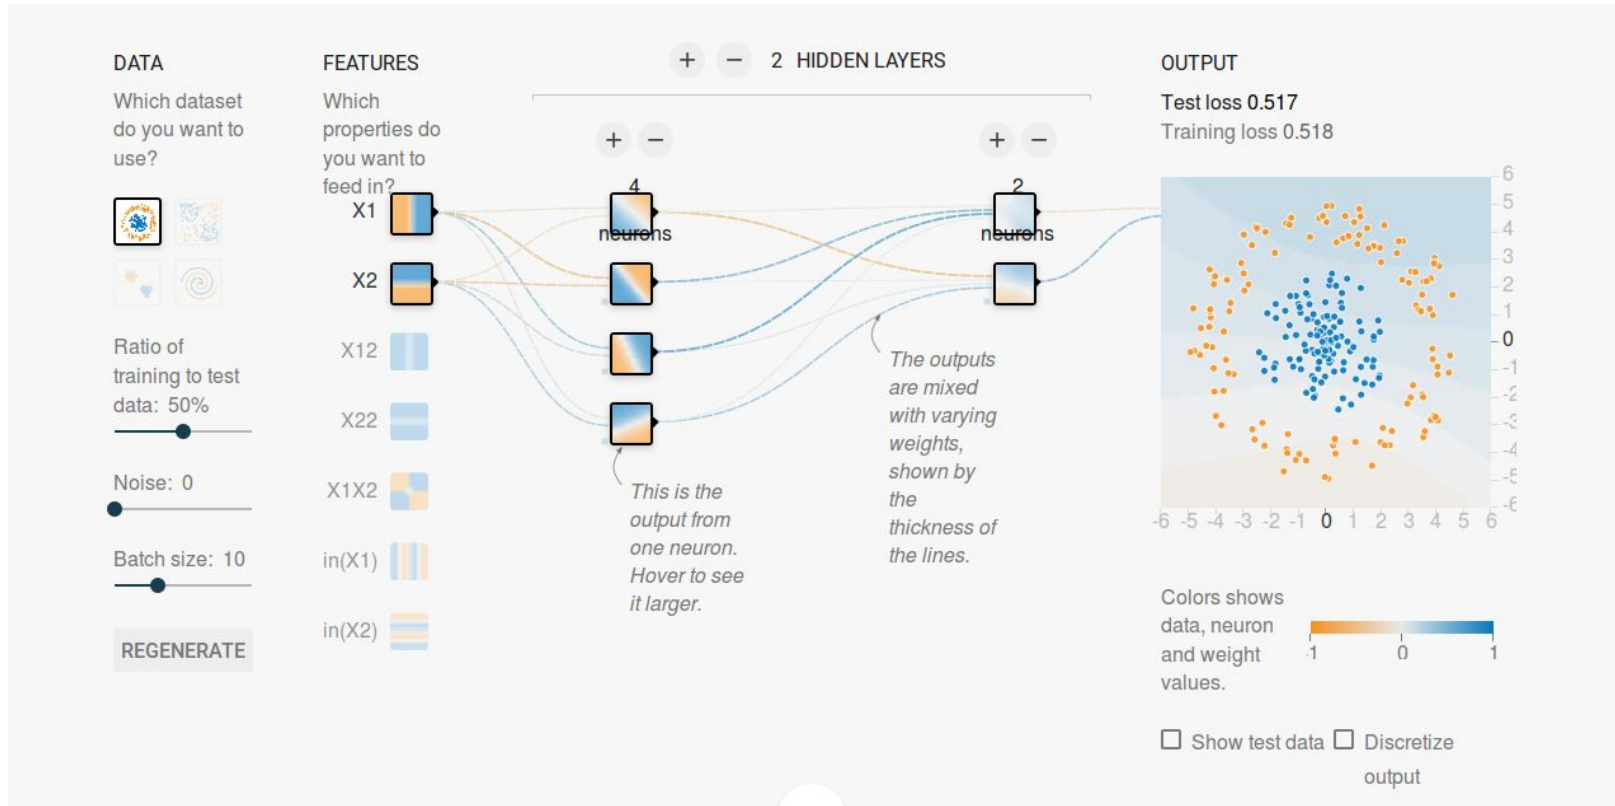 DATA
Which dataset
do you want to
use?
Ratio of
training to test
data: 50%
Noise: 0
Batch size: 10
REGENERATE
FEATURES
Which
properties do
you want to
feed in?
X1
X2
X12
X22
X1X2
in(X1)
in(X2)
+ − 2 HIDDEN LAYERS
+ −
4
neurons
+ −
2
neurons
This is the
output from
one neuron.
Hover to see
it larger.
The outputs
are mixed
with varying
weights,
shown by
the
thickness of
the lines.
OUTPUT
Test loss 0.517
Training loss 0.518
6
5
4
3
2
1
0
-1
-2
-3
-4
-5
-6
-6 -5 -4 -3 -2 -1 0 1 2 3 4 5 6
Colors shows
data, neuron
and weight
values.
-1 0 1
Show test data
Discretize
output